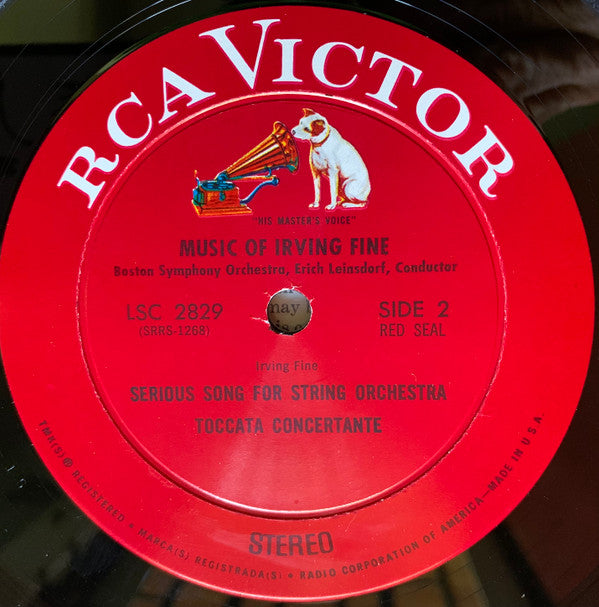 RCA VICTOR
"HIS MASTER'S VOICE"
MUSIC OF IRVING FINE
Boston Symphony Orchestra, Erich Leinsdorf, Conductor
LSC 2829
(SRRS-1268)
may
SIDE 2
RED SEAL
Irving Fine
SERIOUS SONG FOR STRING ORCHESTRA
TOCCATA CONCERTANTE
STEREO
TMK(S) ® REGISTERED • MARCA(S) REGISTRADA(S) • RADIO CORPORATION OF AMERICA—MADE IN U.S.A.